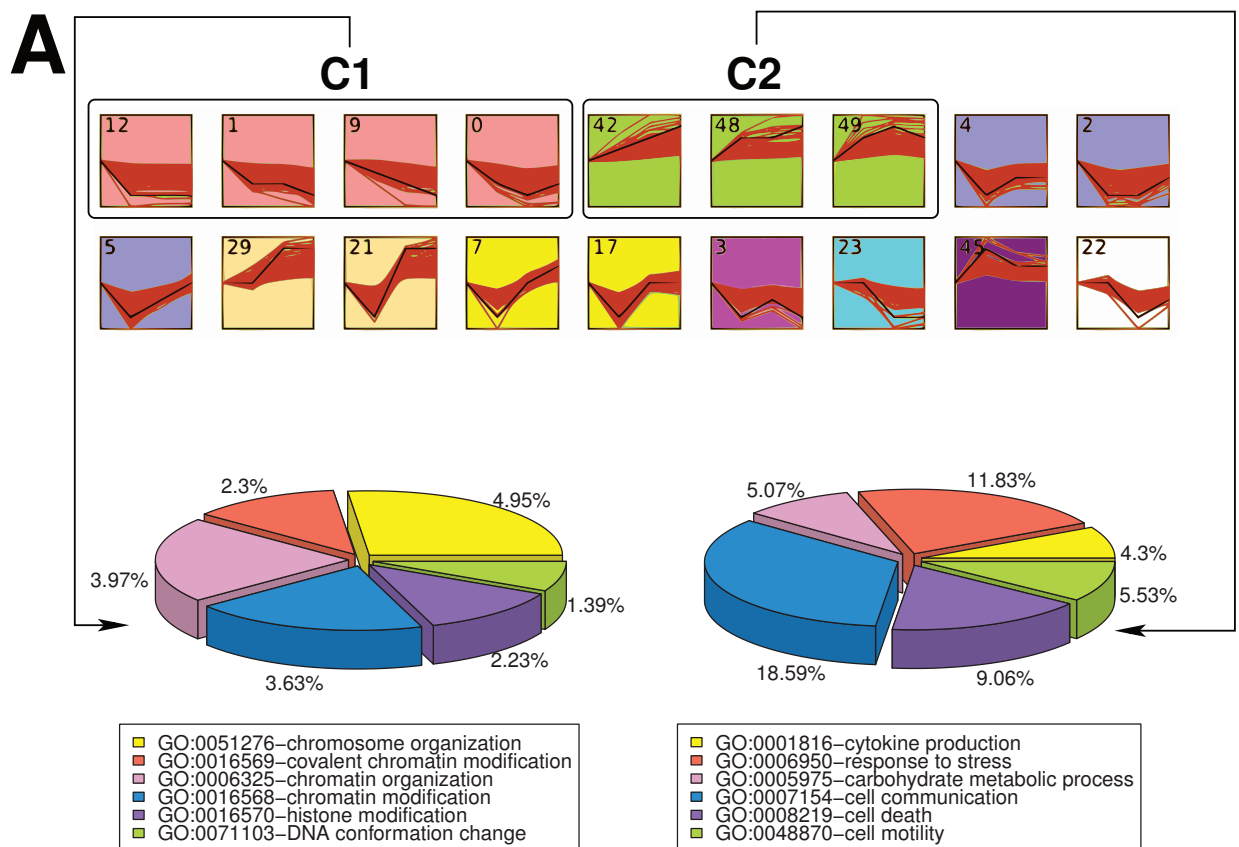 A
C1
C2
12 1 9 0 42 48 49 4 2
5 29 21 7 17 3 23 45 22
2.3%
4.95%
3.97%
1.39%
3.63%
2.23%
5.07%
11.83%
4.3%
5.53%
18.59%
9.06%
GO:0051276−chromosome organization
GO:0016569−covalent chromatin modification
GO:0006325−chromatin organization
GO:0016568−chromatin modification
GO:0016570−histone modification
GO:0071103−DNA conformation change
GO:0001816−cytokine production
GO:0006950−response to stress
GO:0005975−carbohydrate metabolic process
GO:0007154−cell communication
GO:0008219−cell death
GO:0048870−cell motility